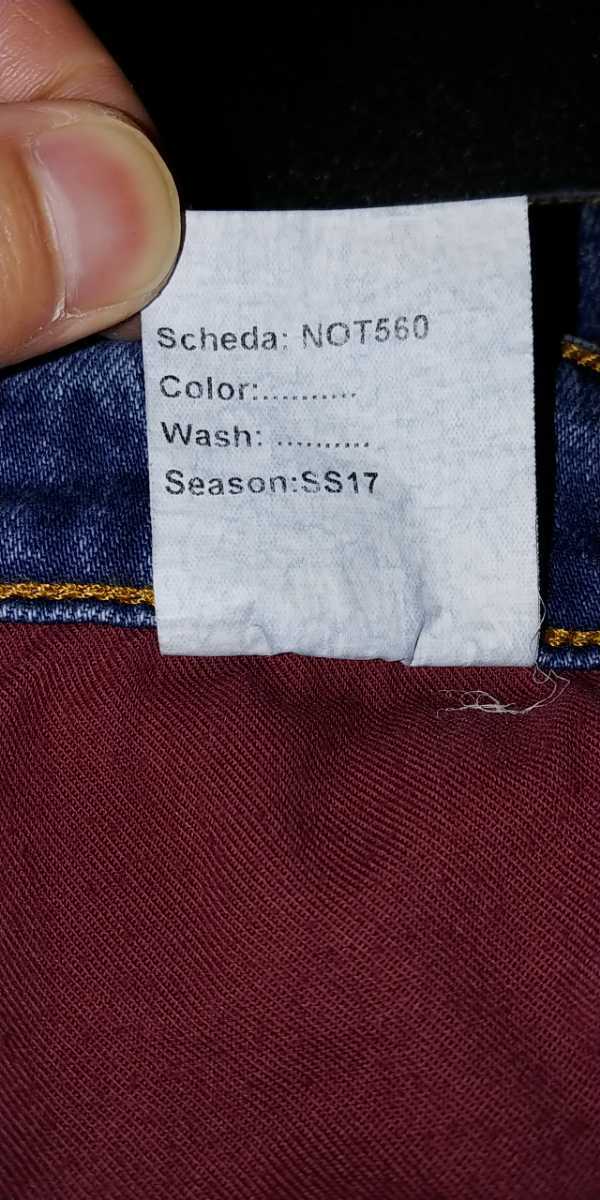 Scheda: NOT560
Color:..........
Wash: ..........
Season:SS17